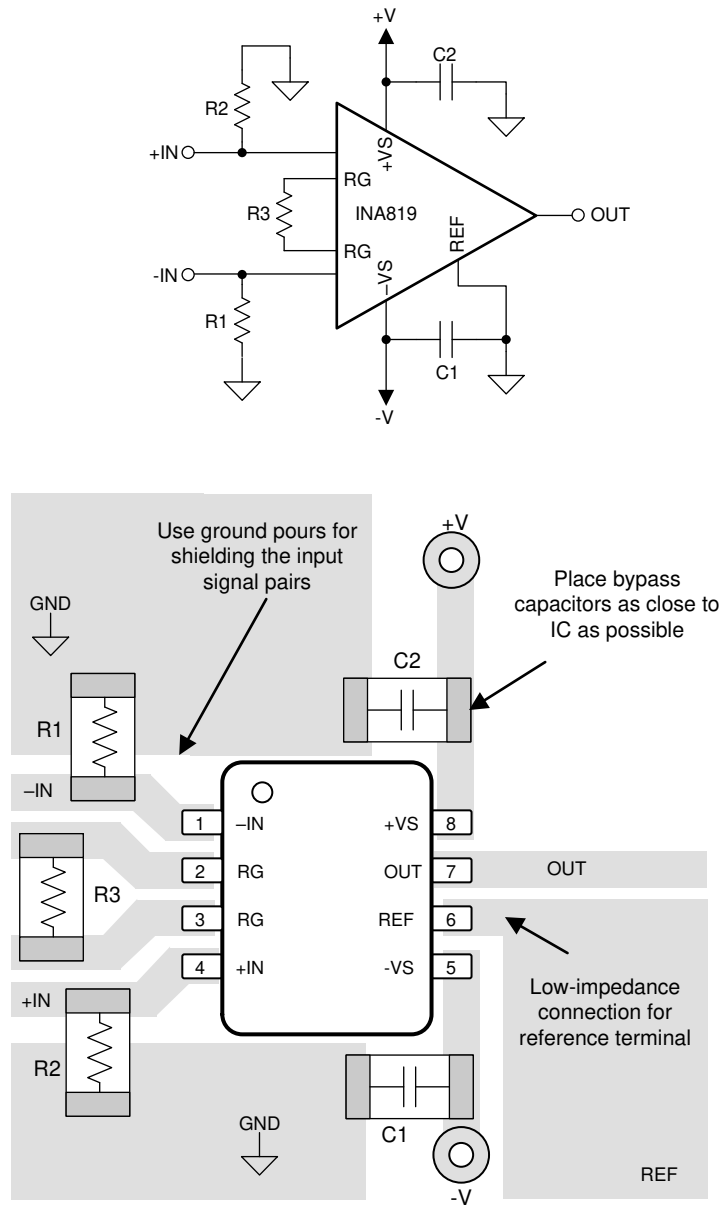 +V
C2
R2
+IN
+VS
RG
R3
INA819
OUT
RG
REF
-IN
–VS
R1
C1
-V
Use ground pours for
shielding the input
signal pairs
+V
GND
Place bypass
capacitors as close to
IC as possible
C2
R1
–IN
1
–IN
+VS
8
2
RG
OUT
7
OUT
R3
3
RG
REF
6
4
+IN
-VS
5
+IN
Low-impedance
connection for
reference terminal
R2
GND
C1
REF
-V